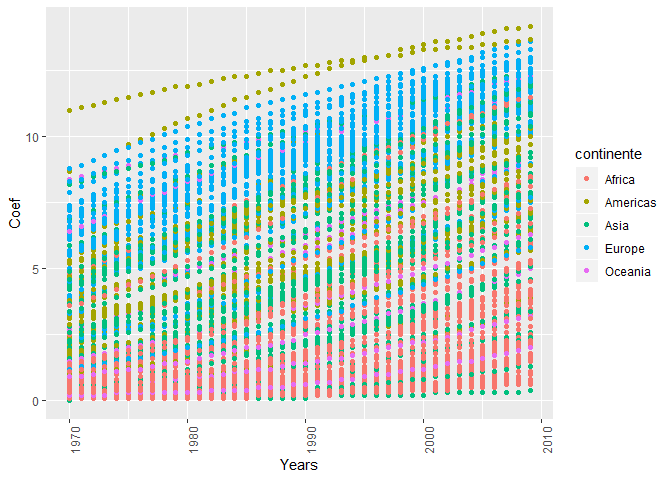 10
5
0
Coef
1970
1980
1990
2000
2010
Years
continente
Africa
Americas
Asia
Europe
Oceania